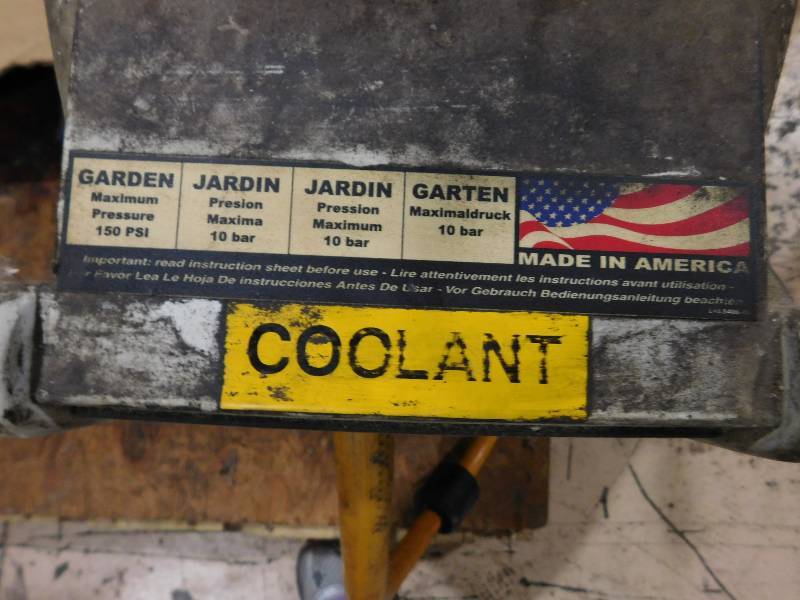 GARDEN
Maximum
Pressure
150 PSI
JARDIN
Presion
Maxima
10 bar
JARDIN
Pression
Maximum
10 bar
GARTEN
Maximaldruck
10 bar
MADE IN AMERICA
Important: read instruction sheet before use - Lire attentivement les instructions avant utilisation -
Favor Lea Le Hoja De instrucciones Antes De Usar - Vor Gebrauch Bedienungsanleitung beachten
COOLANT